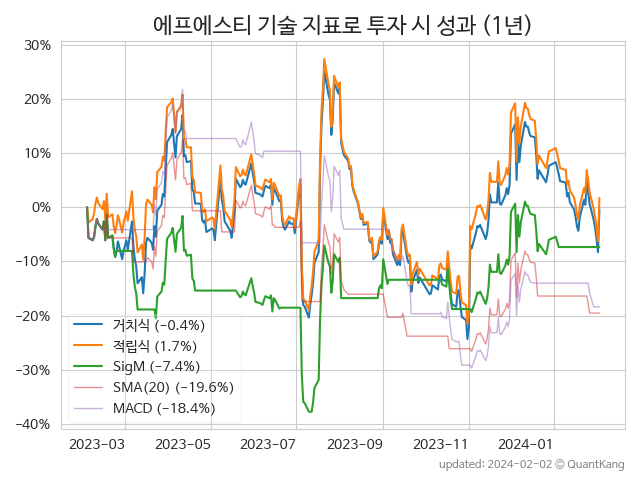 에프에스티 기술 지표로 투자 시 성과 (1년)
30%
20%
10%
0%
−10%
−20%
−30%
−40%
거치식 (−0.4%)
적립식 (1.7%)
SigM (−7.4%)
SMA(20) (−19.6%)
MACD (−18.4%)
2023-03 2023-05 2023-07 2023-09 2023-11 2024-01
updated: 2024-02-02 © QuantKang